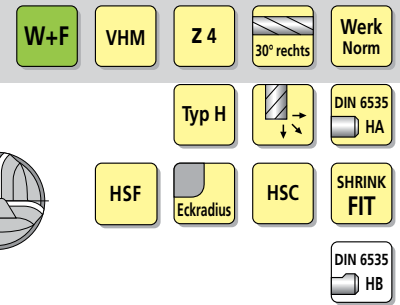 W+F
VHM
Z 4
30° rechts
Werk
Norm
Typ H
DIN 6535
HA
HSF
Eckradius
HSC
SHRINK
FIT
DIN 6535
HB